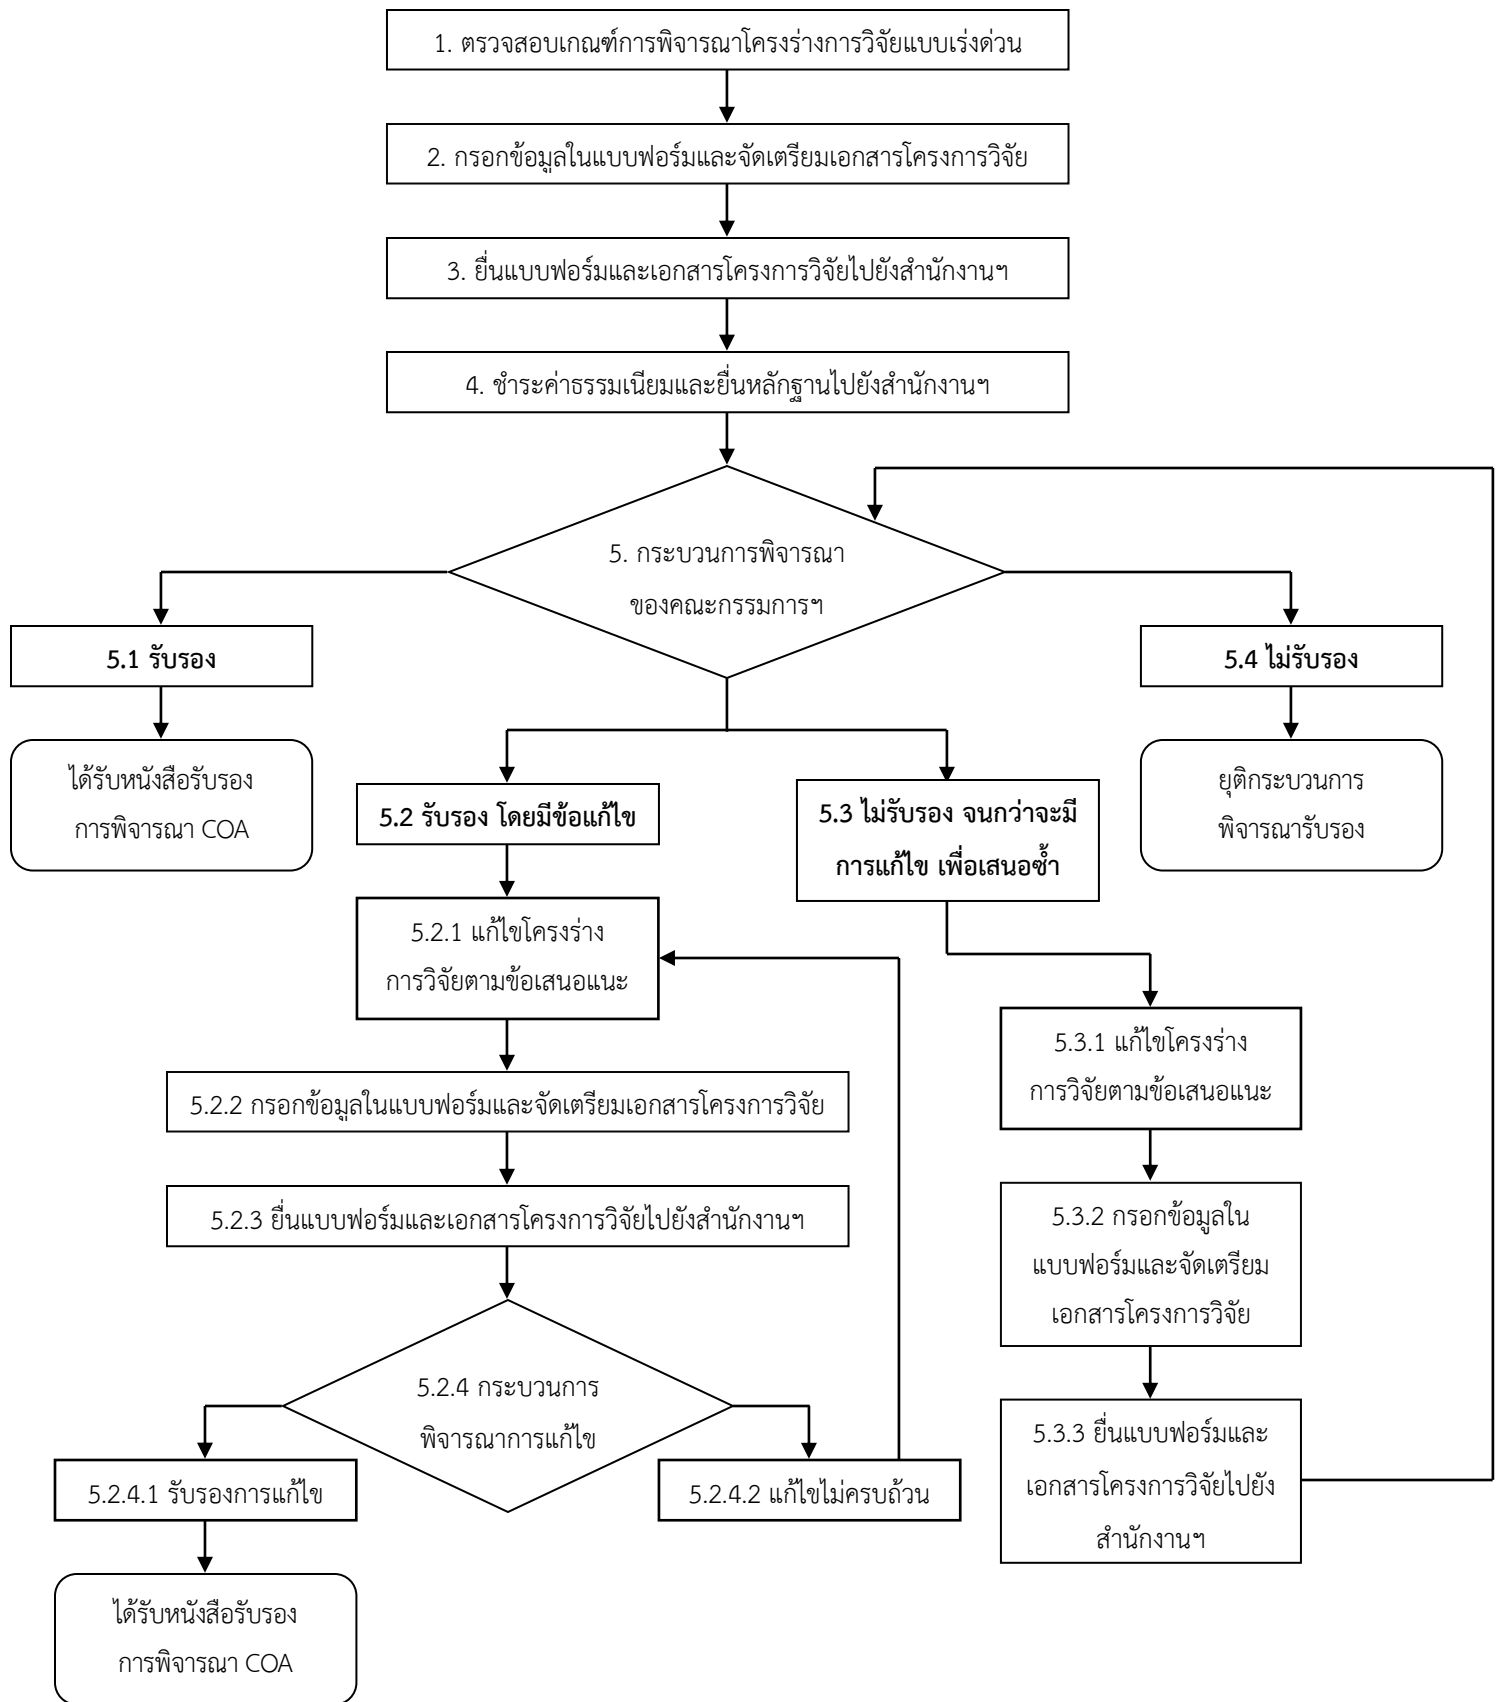 1. ตรวจสอบเกณฑ์การพิจารณาโครงร่างการวิจัยแบบเร่งด่วน
2. กรอกข้อมูลในแบบฟอร์มและจัดเตรียมเอกสารโครงการวิจัย
3. ยื่นแบบฟอร์มและเอกสารโครงการวิจัยไปยังสำนักงานฯ
4. ชำระค่าธรรมเนียมและยื่นหลักฐานไปยังสำนักงานฯ
5. กระบวนการพิจารณา
ของคณะกรรมการฯ
5.1 รับรอง
ได้รับหนังสือรับรอง
การพิจารณา COA
5.4 ไม่รับรอง
ยุติกระบวนการ
พิจารณารับรอง
5.2 รับรอง โดยมีข้อแก้ไข
5.3 ไม่รับรอง จนกว่าจะมี
การแก้ไข เพื่อเสนอซ้ำ
5.2.1 แก้ไขโครงร่าง
การวิจัยตามข้อเสนอแนะ
5.2.2 กรอกข้อมูลในแบบฟอร์มและจัดเตรียมเอกสารโครงการวิจัย
5.2.3 ยื่นแบบฟอร์มและเอกสารโครงการวิจัยไปยังสำนักงานฯ
5.2.4 กระบวนการ
พิจารณาการแก้ไข
5.2.4.1 รับรองการแก้ไข
ได้รับหนังสือรับรอง
การพิจารณา COA
5.2.4.2 แก้ไขไม่ครบถ้วน
5.3.1 แก้ไขโครงร่าง
การวิจัยตามข้อเสนอแนะ
5.3.2 กรอกข้อมูลใน
แบบฟอร์มและจัดเตรียม
เอกสารโครงการวิจัย
5.3.3 ยื่นแบบฟอร์มและ
เอกสารโครงการวิจัยไปยัง
สำนักงานฯ